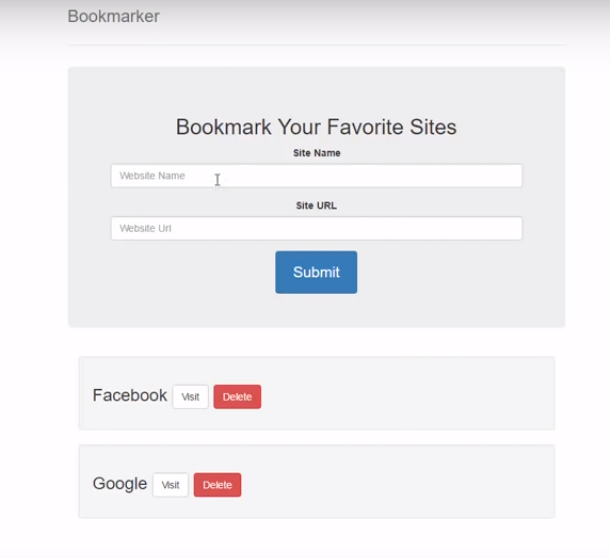 Bookmarker
Bookmark Your Favorite Sites
Site Name
Website Name
Site URL
Website Url
Submit
Facebook Visit Delete
Google Visit Delete